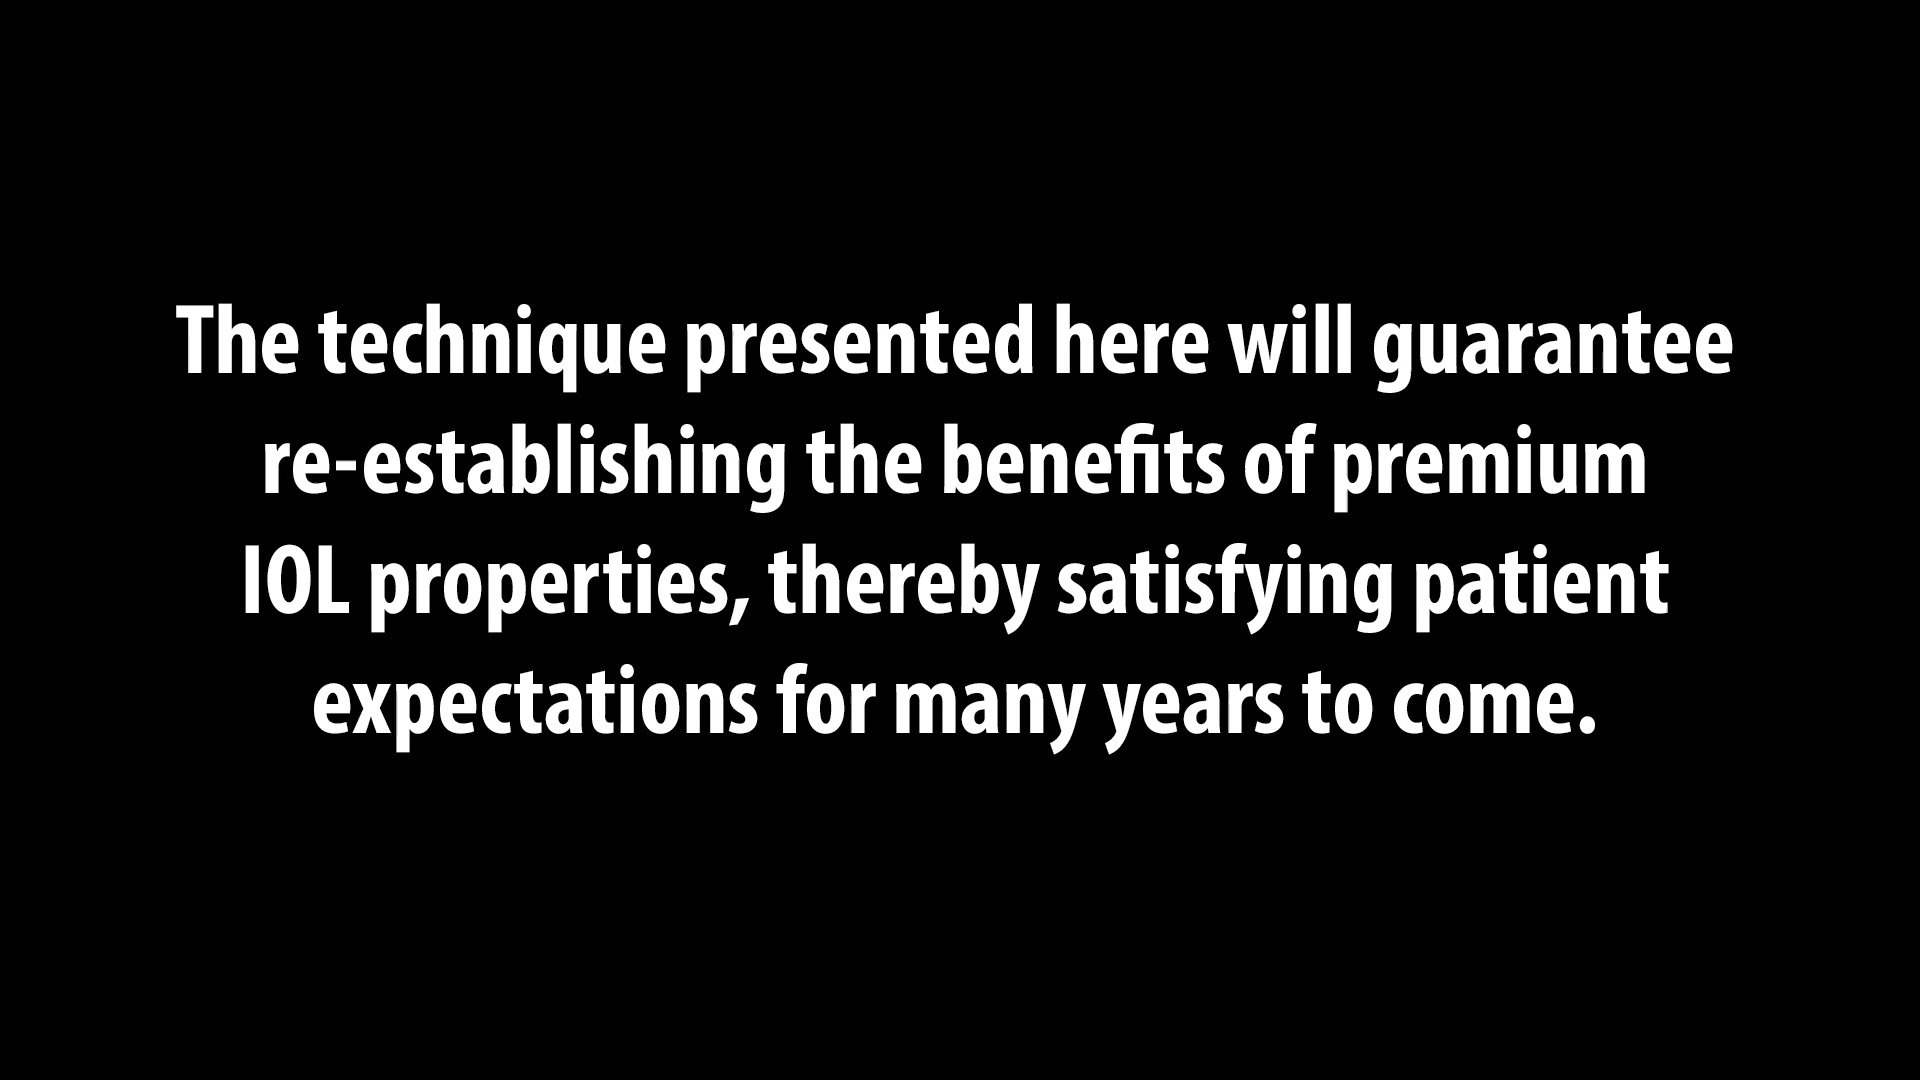 The technique presented here will guarantee
re-establishing the benefits of premium
IOL properties, thereby satisfying patient
expectations for many years to come.